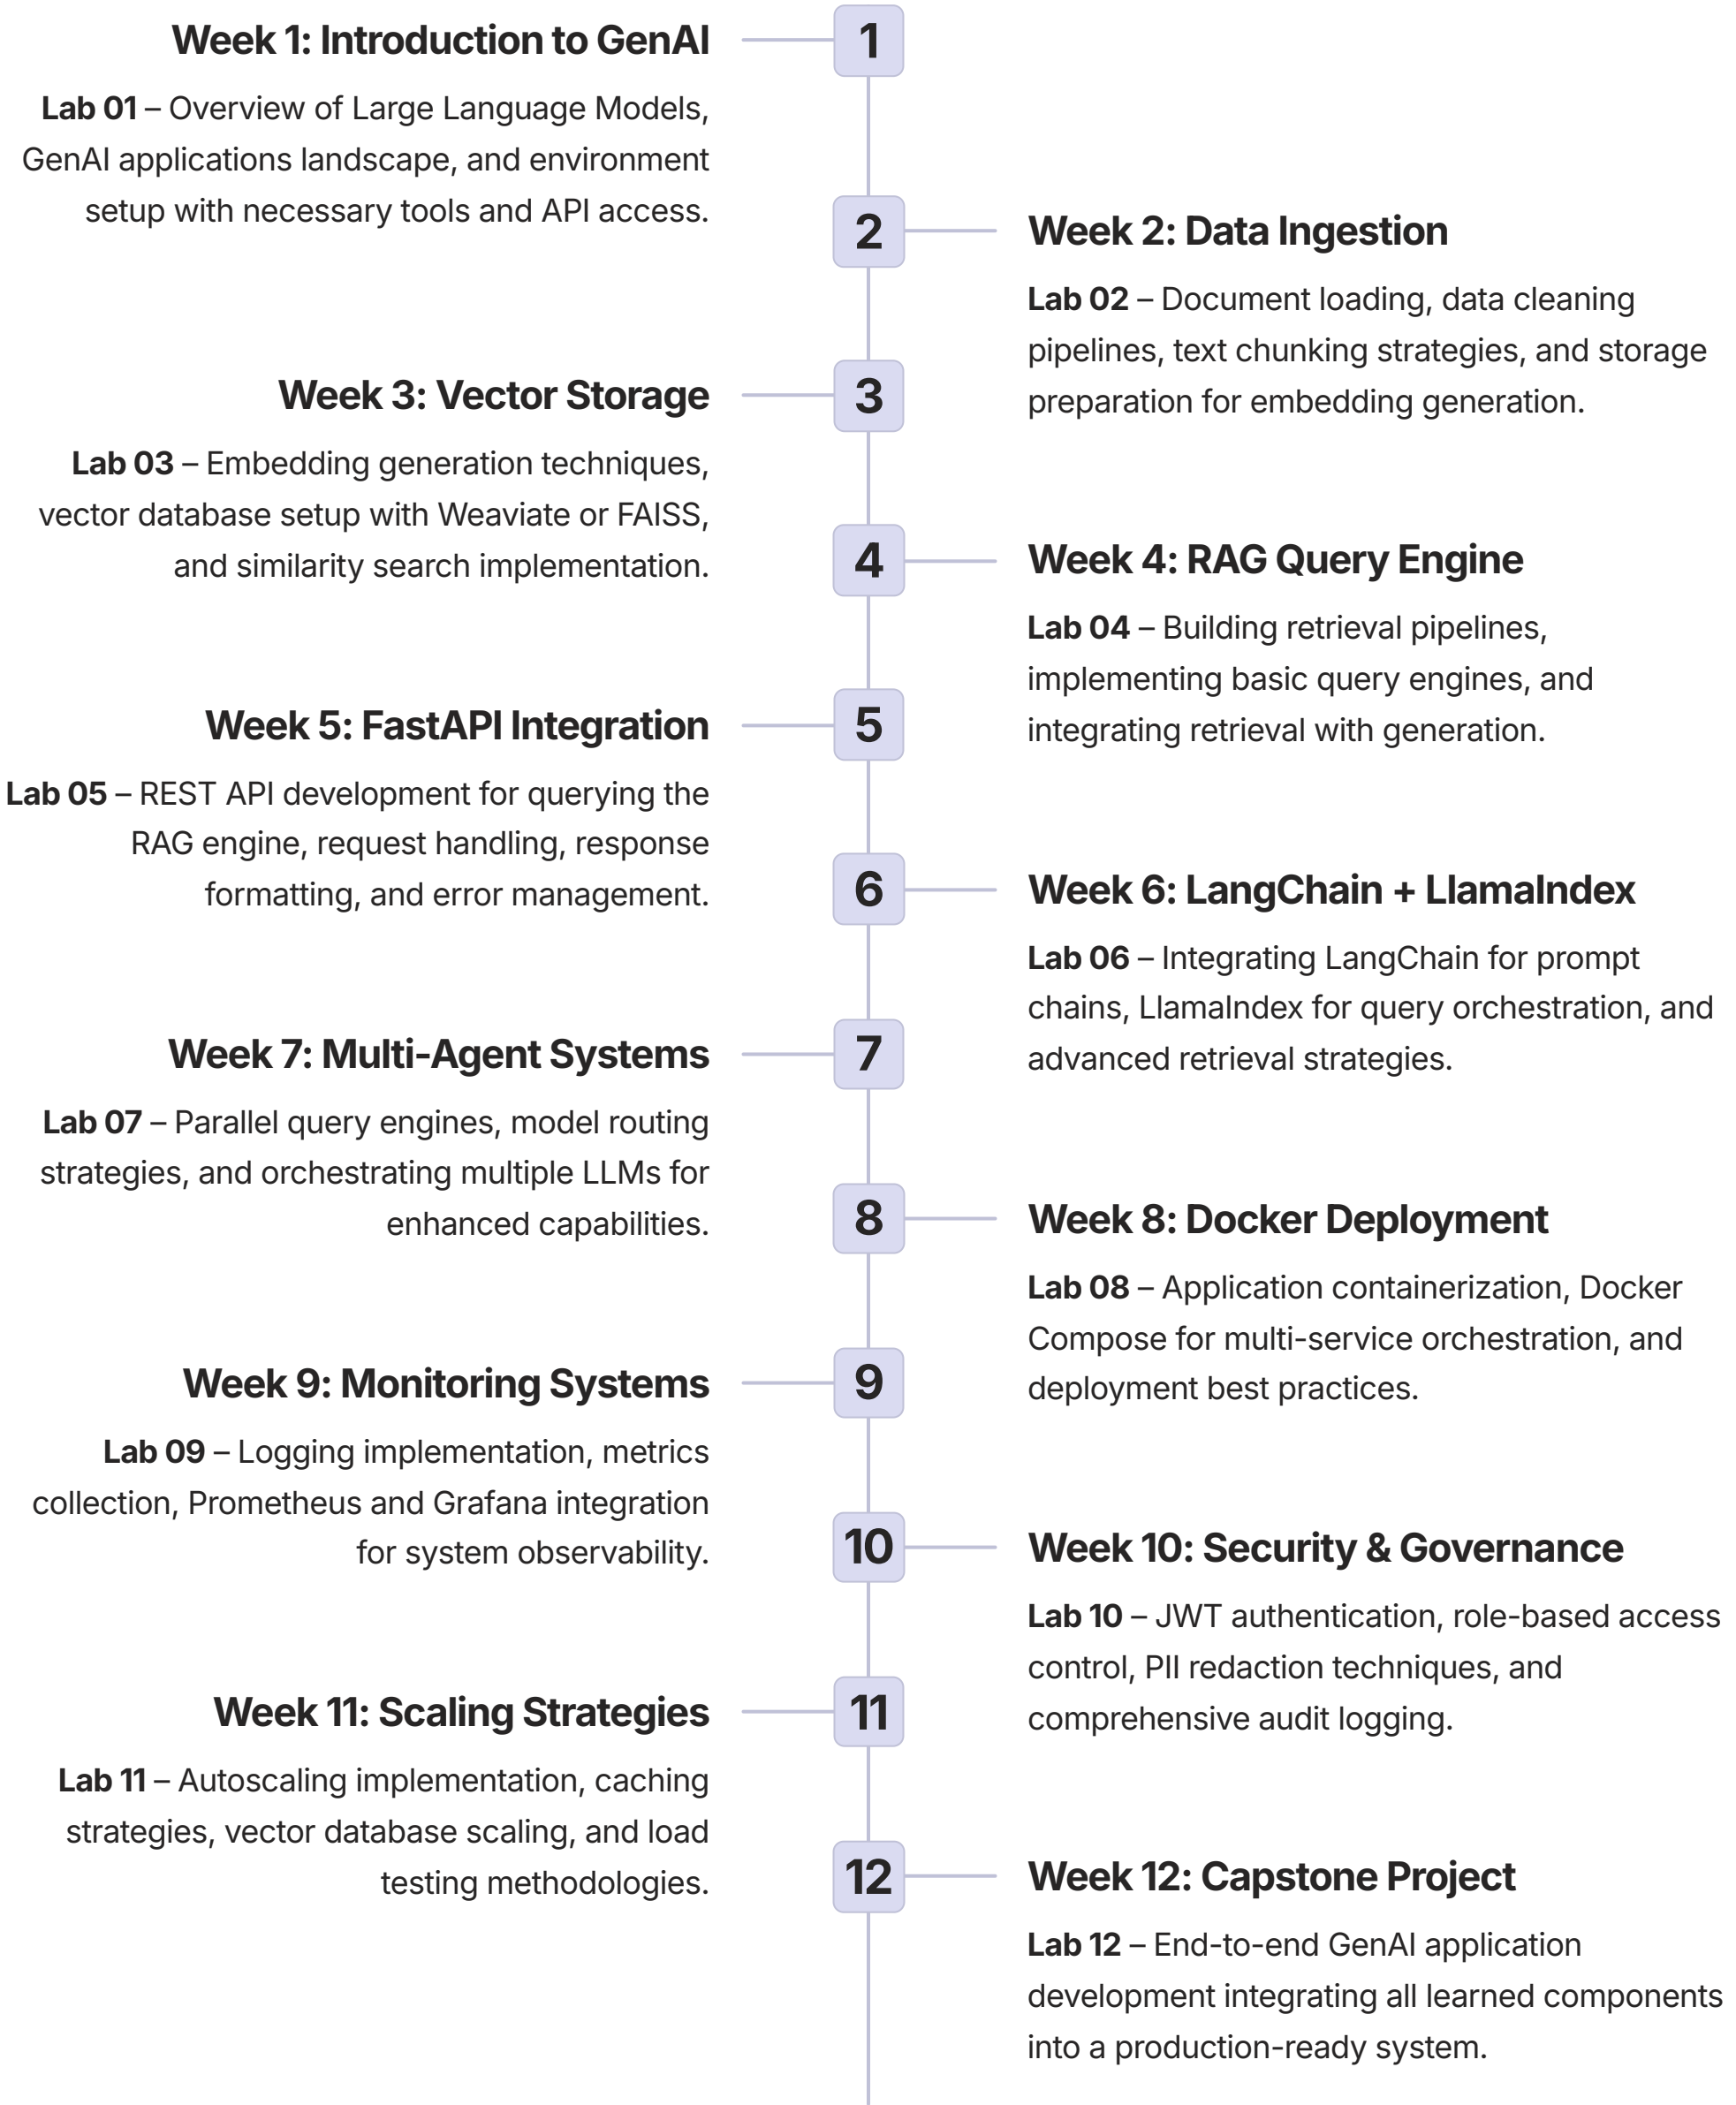 Week 1: Introduction to GenAI
1
Lab 01 – Overview of Large Language Models,
GenAI applications landscape, and environment
setup with necessary tools and API access.
2
Week 2: Data Ingestion
Lab 02 – Document loading, data cleaning
pipelines, text chunking strategies, and storage
preparation for embedding generation.
Week 3: Vector Storage
3
Lab 03 – Embedding generation techniques,
vector database setup with Weaviate or FAISS,
and similarity search implementation.
4
Week 4: RAG Query Engine
Lab 04 – Building retrieval pipelines,
implementing basic query engines, and
integrating retrieval with generation.
Week 5: FastAPI Integration
5
Lab 05 – REST API development for querying the
RAG engine, request handling, response
formatting, and error management.
6
Week 6: LangChain + LlamaIndex
Lab 06 – Integrating LangChain for prompt
chains, LlamaIndex for query orchestration, and
advanced retrieval strategies.
Week 7: Multi-Agent Systems
7
Lab 07 – Parallel query engines, model routing
strategies, and orchestrating multiple LLMs for
enhanced capabilities.
8
Week 8: Docker Deployment
Lab 08 – Application containerization, Docker
Compose for multi-service orchestration, and
deployment best practices.
Week 9: Monitoring Systems
9
Lab 09 – Logging implementation, metrics
collection, Prometheus and Grafana integration
for system observability.
10
Week 10: Security & Governance
Lab 10 – JWT authentication, role-based access
control, PII redaction techniques, and
comprehensive audit logging.
Week 11: Scaling Strategies
11
Lab 11 – Autoscaling implementation, caching
strategies, vector database scaling, and load
testing methodologies.
12
Week 12: Capstone Project
Lab 12 – End-to-end GenAI application
development integrating all learned components
into a production-ready system.